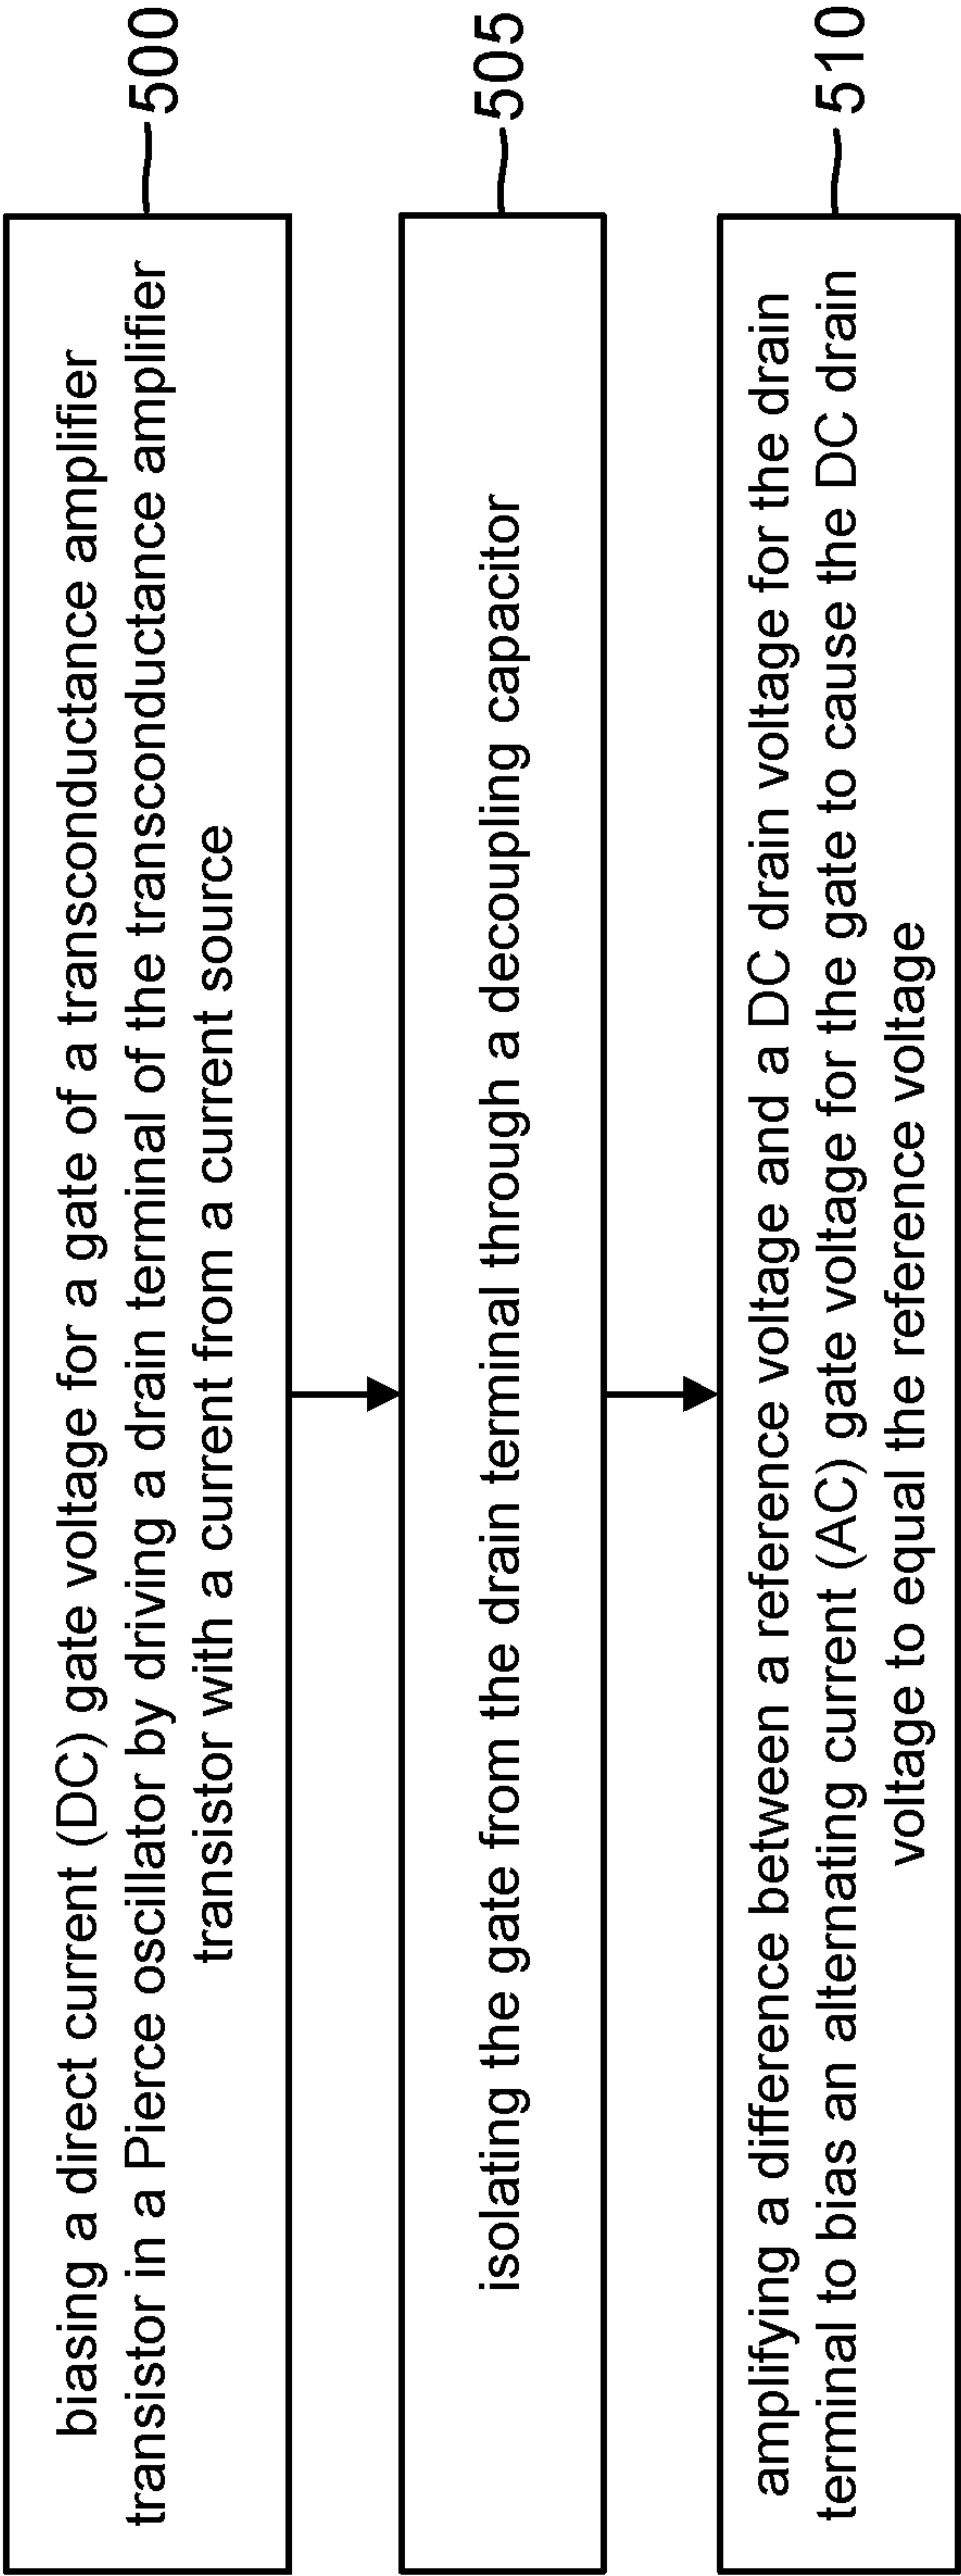 biasing a direct current (DC) gate voltage for a gate of a transconductance amplifier
transistor in a Pierce oscillator by driving a drain terminal of the transconductance amplifier
transistor with a current from a current source
500
isolating the gate from the drain terminal through a decoupling capacitor
505
amplifying a difference between a reference voltage and a DC drain voltage for the drain
terminal to bias an alternating current (AC) gate voltage for the gate to cause the DC drain
voltage to equal the reference voltage
510